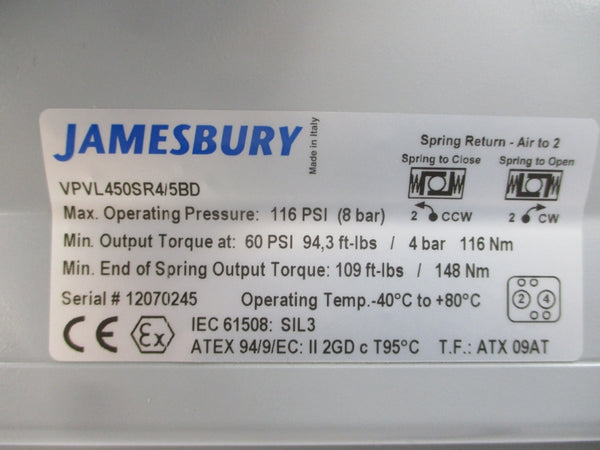 JAMESBURY
Made in Italy
Spring Return - Air to 2
Spring to Close Spring to Open
2 CCW 2 CW
VPVL450SR4/5BD
Max. Operating Pressure: 116 PSI (8 bar)
Min. Output Torque at: 60 PSI 94,3 ft-lbs / 4 bar 116 Nm
Min. End of Spring Output Torque: 109 ft-lbs / 148 Nm
Serial # 12070245 Operating Temp.-40°C to +80°C
2 4
CE Ex IEC 61508: SIL3
ATEX 94/9/EC: II 2GD c T95°C T.F.: ATX 09AT